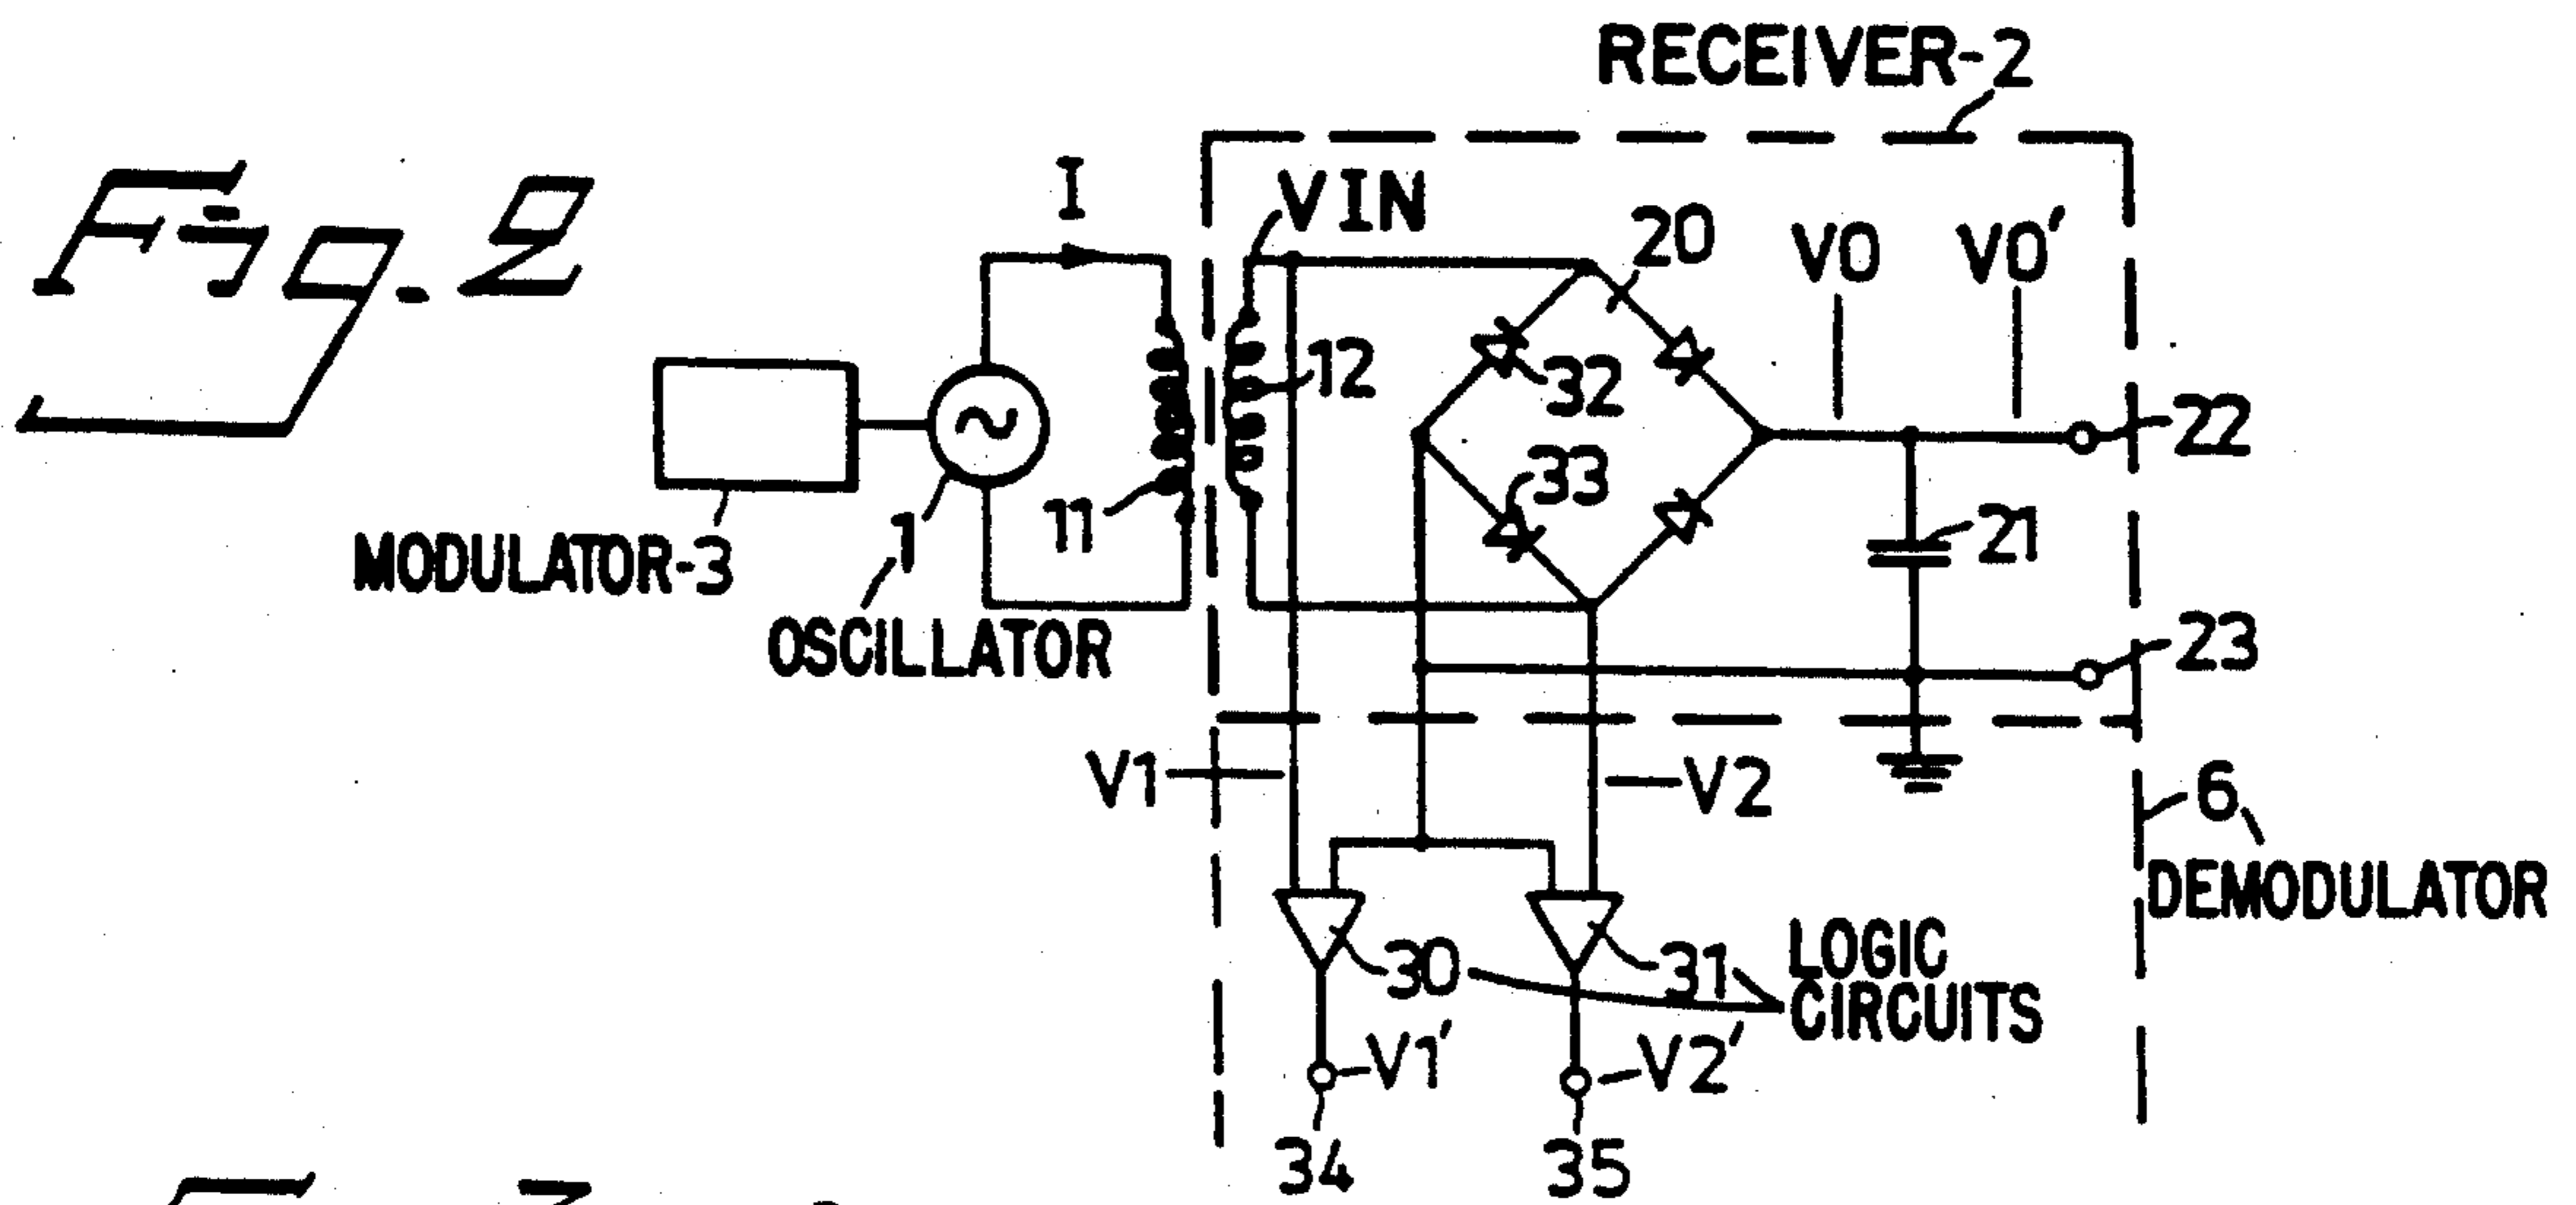 Fig. 2
RECEIVER-2
I
VIN
20
VO
VO'
12
32
22
33
11
21
1
MODULATOR-3
OSCILLATOR
23
V1
V2
6
DEMODULATOR
30
31
LOGIC
CIRCUITS
V1'
V2'
34
35